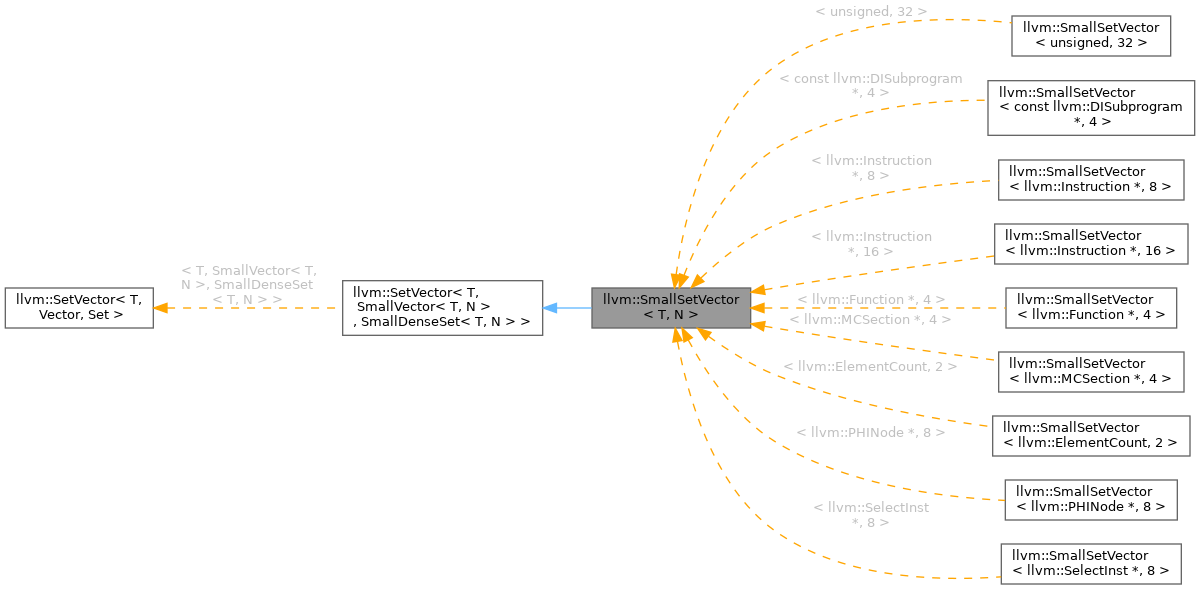 < unsigned, 32 >
llvm::SmallSetVector
< unsigned, 32 >
< const llvm::DISubprogram
*, 4 >
llvm::SmallSetVector
< const llvm::DISubprogram
*, 4 >
< llvm::Instruction
*, 8 >
llvm::SmallSetVector
< llvm::Instruction *, 8 >
< llvm::Instruction
*, 16 >
llvm::SmallSetVector
< llvm::Instruction *, 16 >
< T, SmallVector< T,
N >, SmallDenseSet
< T, N > >
llvm::SetVector< T,
Vector, Set >
llvm::SetVector< T,
SmallVector< T, N >
, SmallDenseSet< T, N > >
llvm::SmallSetVector
< T, N >
< llvm::Function *, 4 >
llvm::SmallSetVector
< llvm::Function *, 4 >
< llvm::MCSection *, 4 >
llvm::SmallSetVector
< llvm::MCSection *, 4 >
< llvm::ElementCount, 2 >
llvm::SmallSetVector
< llvm::ElementCount, 2 >
< llvm::PHINode *, 8 >
llvm::SmallSetVector
< llvm::PHINode *, 8 >
< llvm::SelectInst
*, 8 >
llvm::SmallSetVector
< llvm::SelectInst *, 8 >